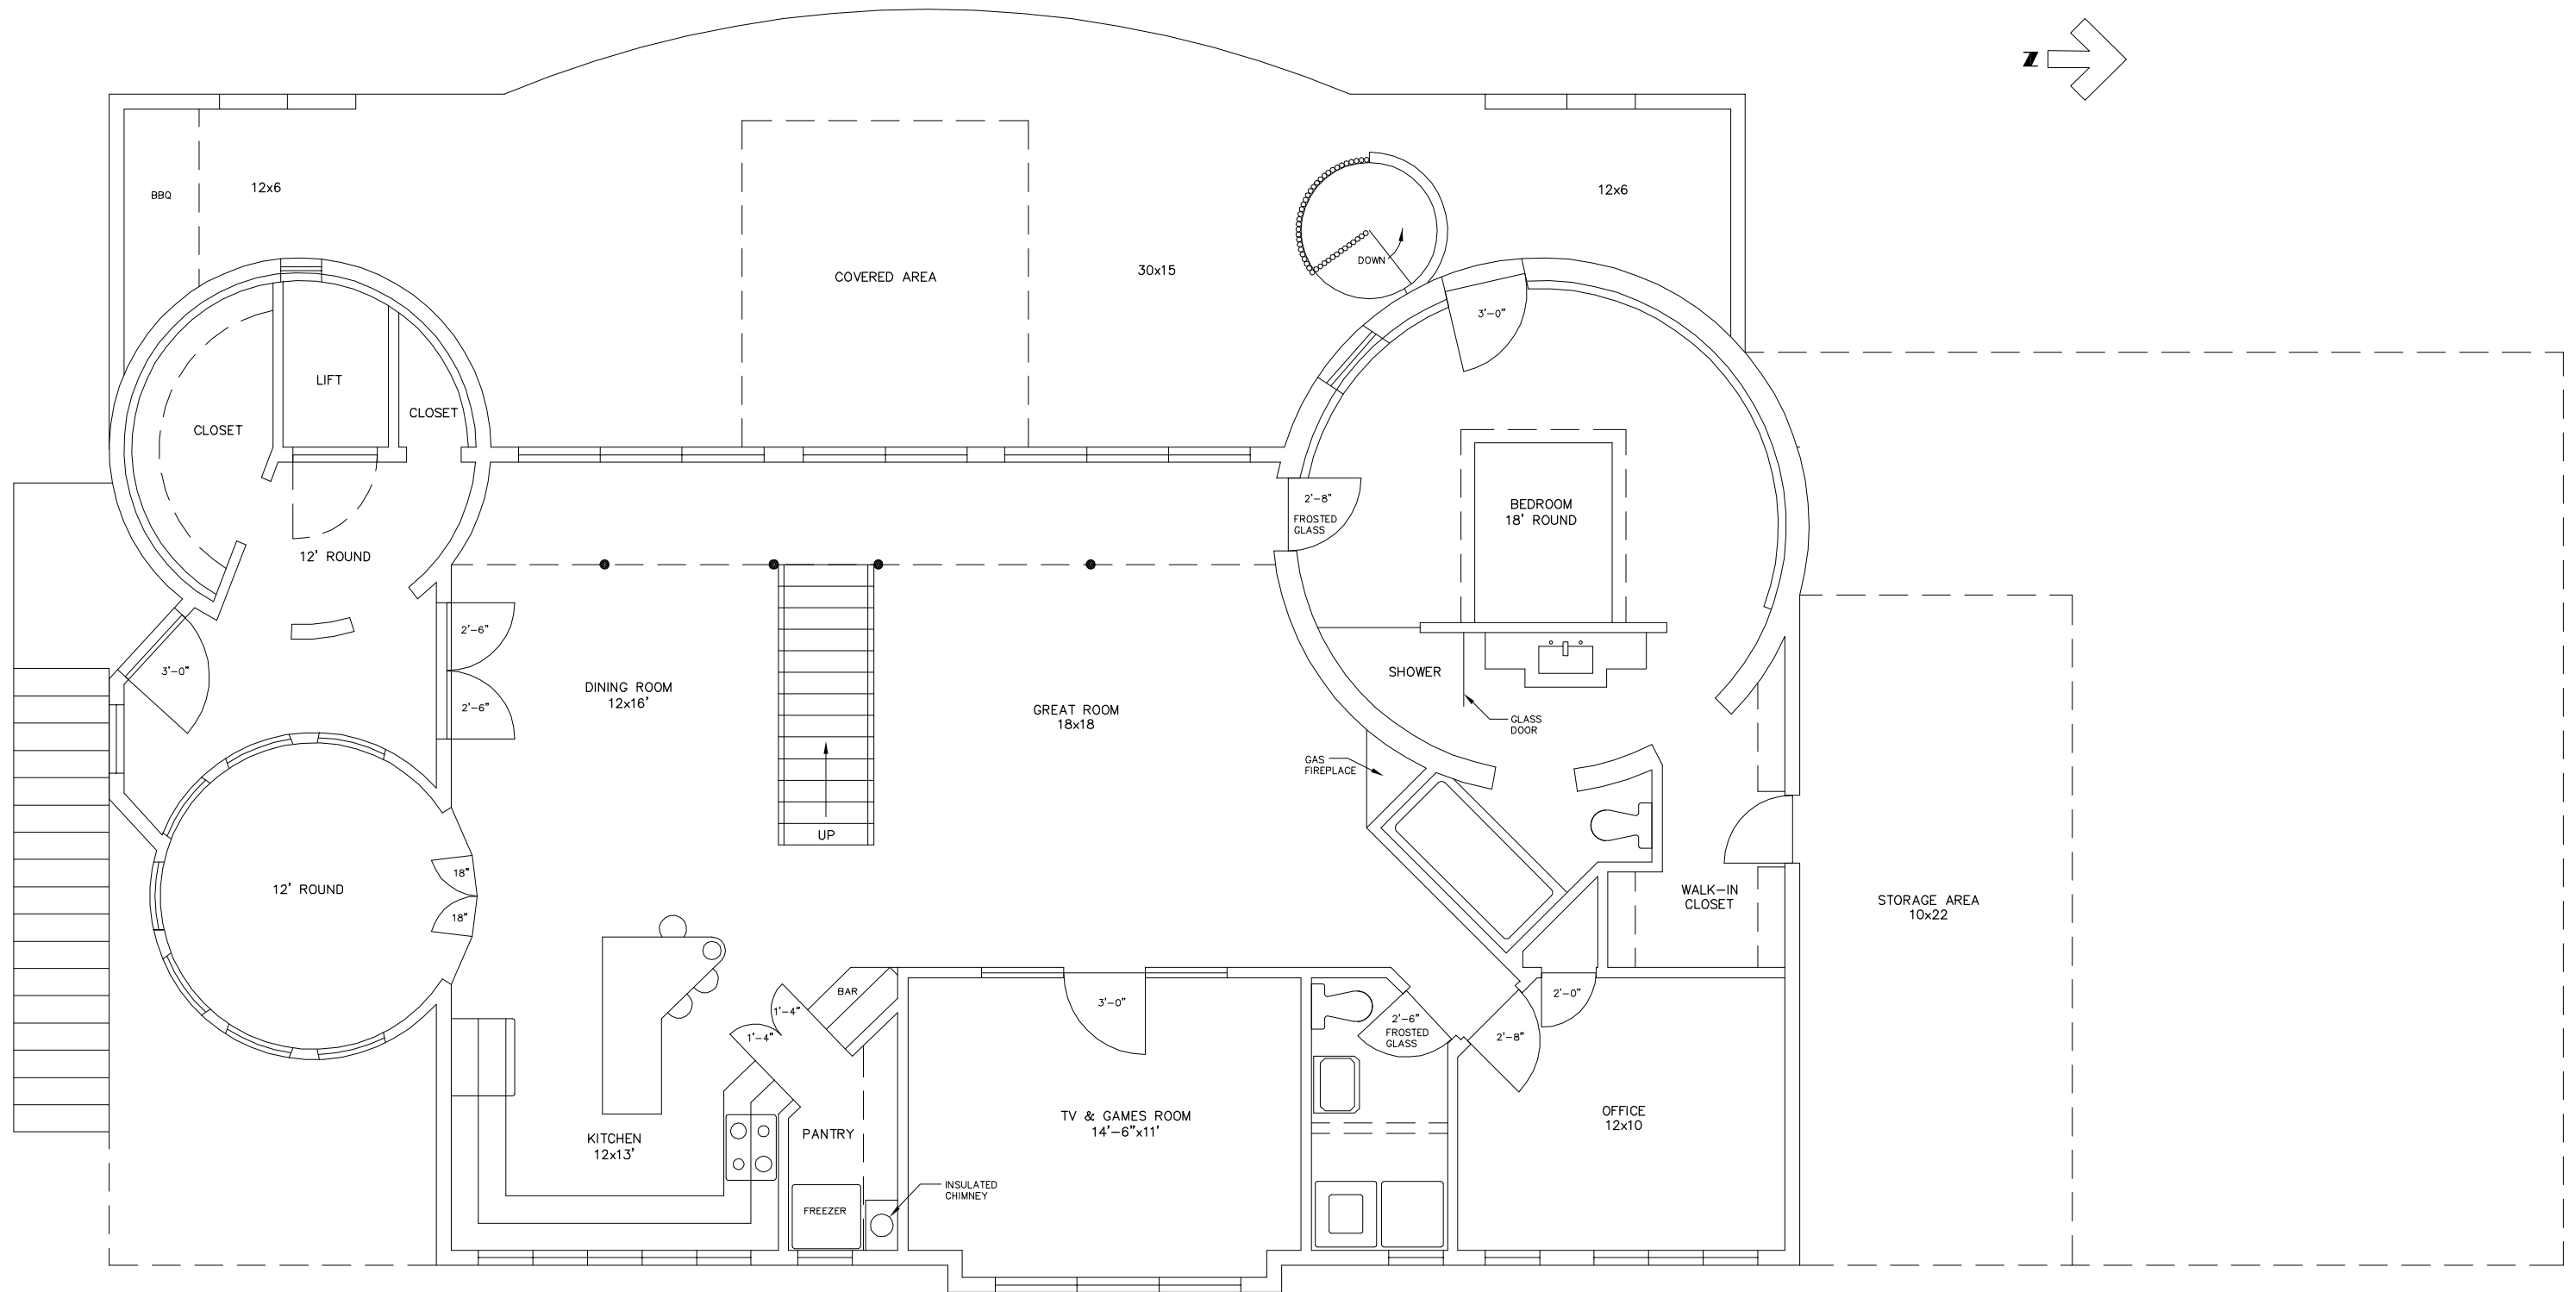 N
12x6
12x6
BBQ
COVERED AREA
30x15
DOWN
3'-0"
LIFT
CLOSET
CLOSET
2'-8"
FROSTED
GLASS
BEDROOM
18' ROUND
12' ROUND
2'-6"
3'-0"
SHOWER
DINING ROOM
12x16'
2'-6"
GREAT ROOM
18x18
GLASS
DOOR
GAS
FIREPLACE
UP
18"
12' ROUND
WALK-IN
CLOSET
STORAGE AREA
10x22
18"
BAR
1'-4"
3'-0"
2'-0"
1'-4"
2'-6"
FROSTED
GLASS
2'-8"
KITCHEN
12x13'
PANTRY
TV & GAMES ROOM
14'-6"x11'
OFFICE
12x10
INSULATED
CHIMNEY
FREEZER